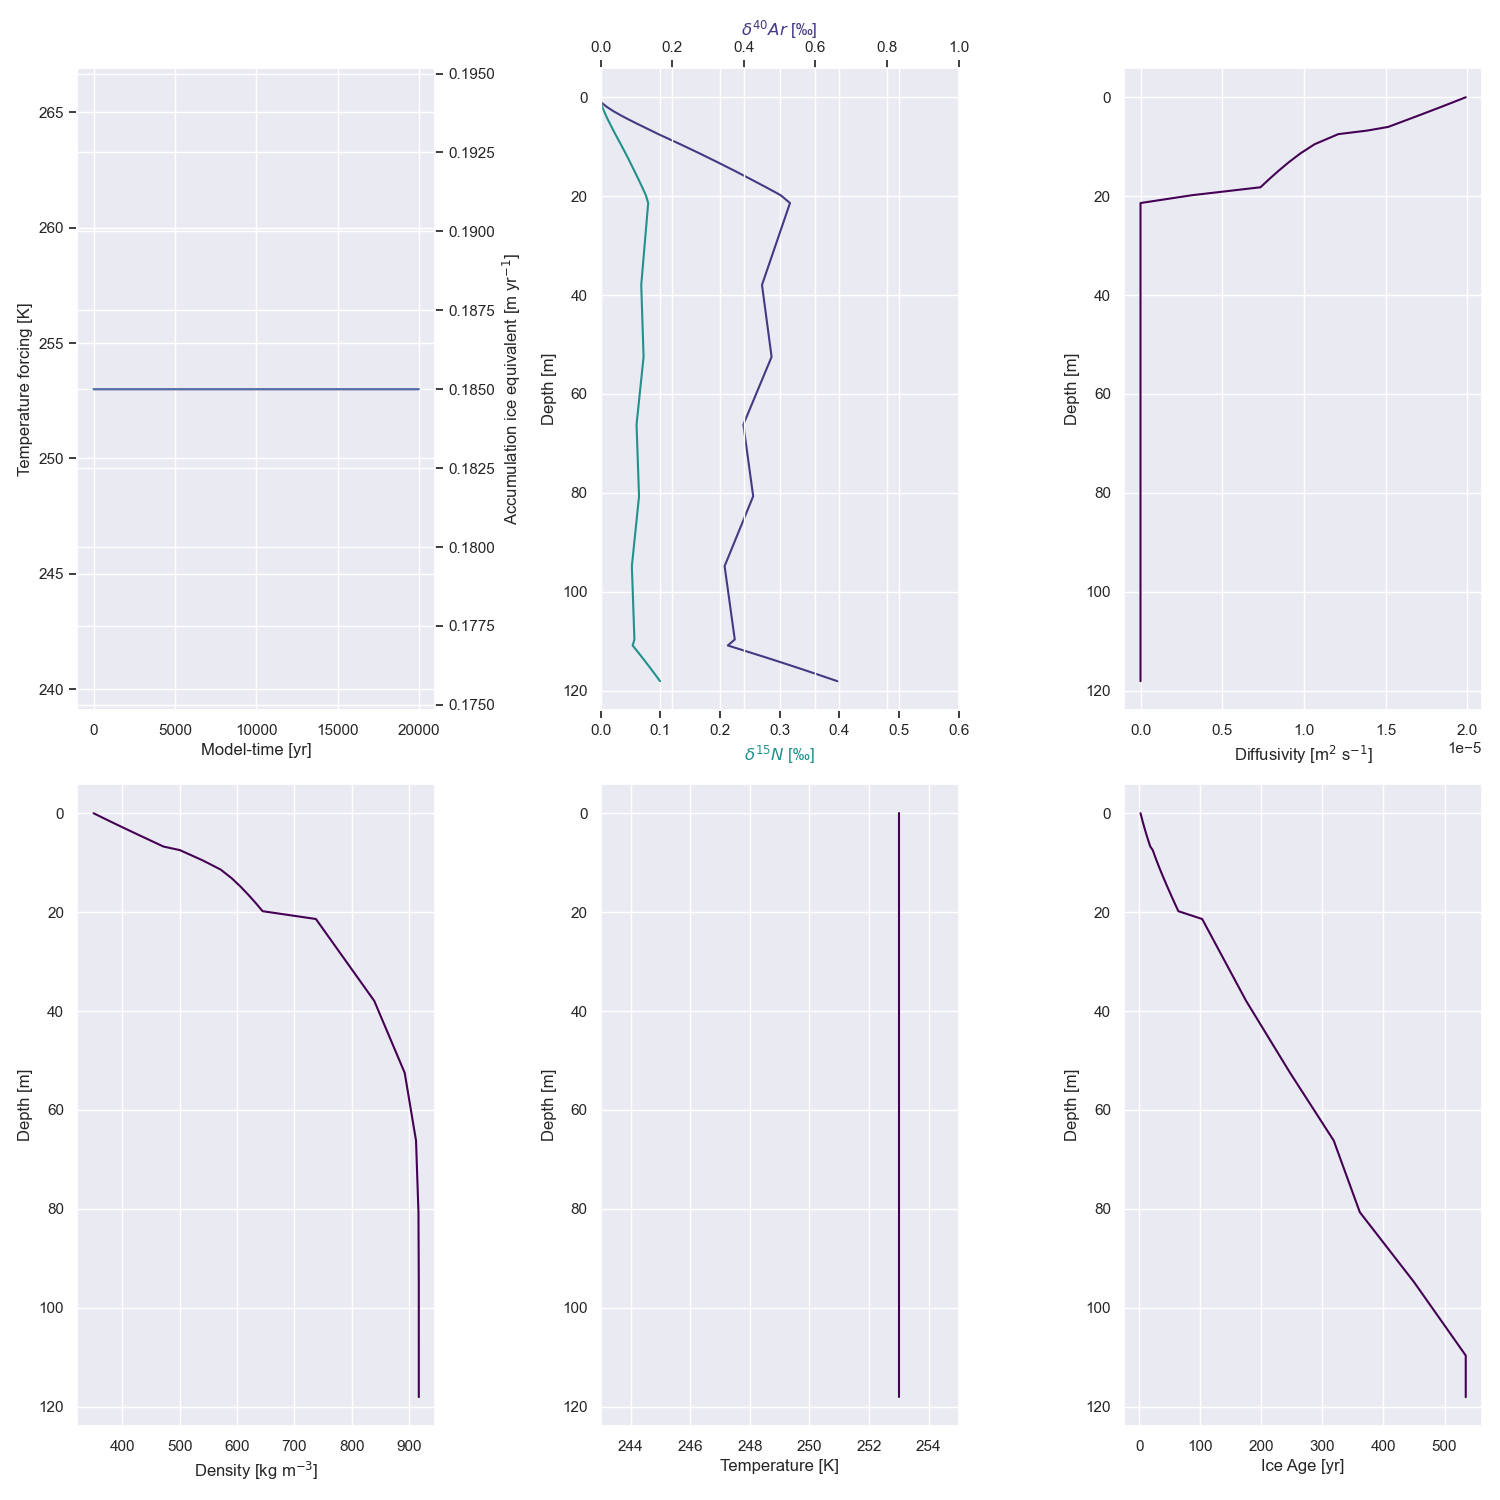 δ⁴⁰Ar [‰]
0.0 0.2 0.4 0.6 0.8 1.0
265
260
255
250
245
240
Temperature forcing [K]
0 5000 10000 15000 20000
Model-time [yr]
0.1950
0.1925
0.1900
0.1875
0.1850
0.1825
0.1800
0.1775
0.1750
Accumulation ice equivalent [m yr⁻¹]
0
20
40
60
80
100
120
Depth [m]
0.0 0.1 0.2 0.3 0.4 0.5 0.6
δ¹⁵N [‰]
0
20
40
60
80
100
120
Depth [m]
0.0 0.5 1.0 1.5 2.0
1e−5
Diffusivity [m² s⁻¹]
0
20
40
60
80
100
120
Depth [m]
400 500 600 700 800 900
Density [kg m⁻³]
0
20
40
60
80
100
120
Depth [m]
244 246 248 250 252 254
Temperature [K]
0
20
40
60
80
100
120
Depth [m]
0 100 200 300 400 500
Ice Age [yr]